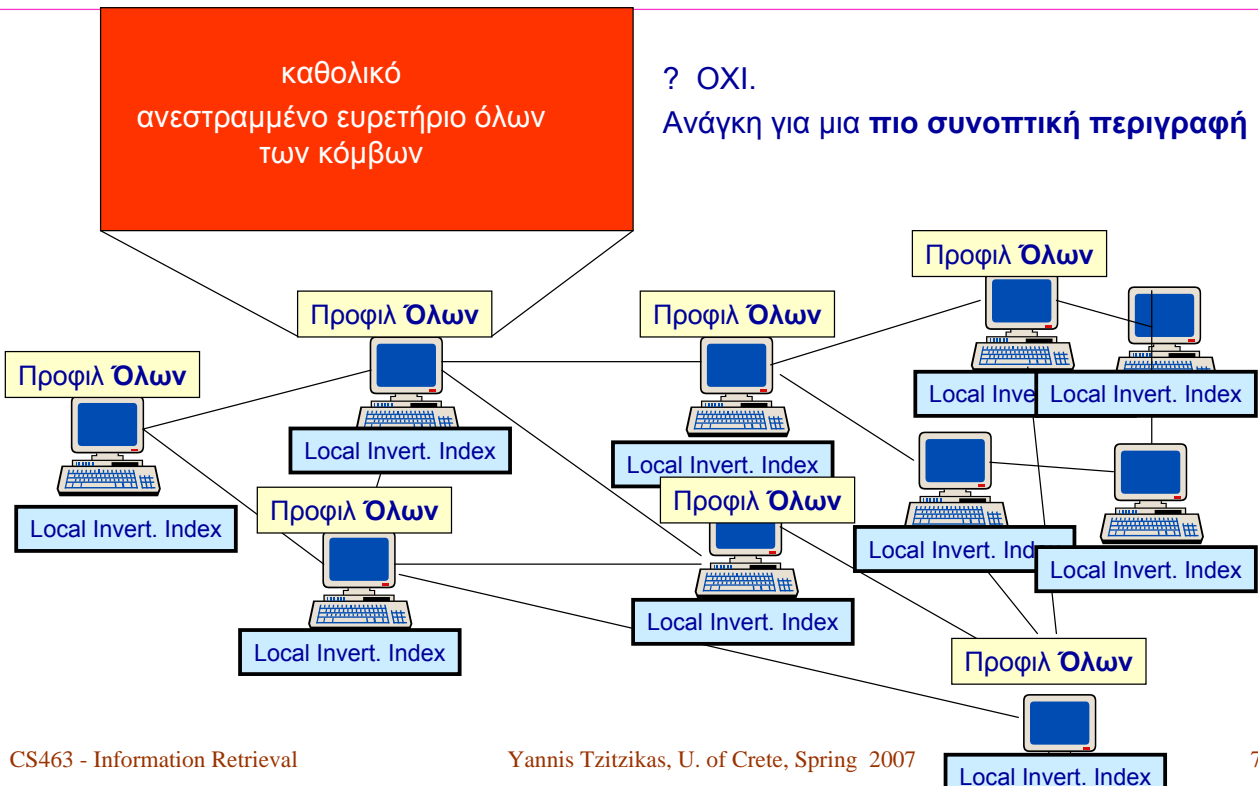 καθολικό
ανεστραμμένο ευρετήριο όλων
των κόμβων
? ΟΧΙ.
Ανάγκη για μια πιο συνοπτική περιγραφή
Προφιλ Όλων
Προφιλ Όλων
Προφιλ Όλων
Προφιλ Όλων
Local Inve
Local Invert. Index
Local Invert. Index
Local Invert. Index
Προφιλ Όλων
Προφιλ Όλων
Local Invert. Index
Local Invert. Ind
Local Invert. Index
Local Invert. Index
Local Invert. Index
Προφιλ Όλων
CS463 - Information Retrieval
Yannis Tzitzikas, U. of Crete, Spring 2007
7
Local Invert. Index